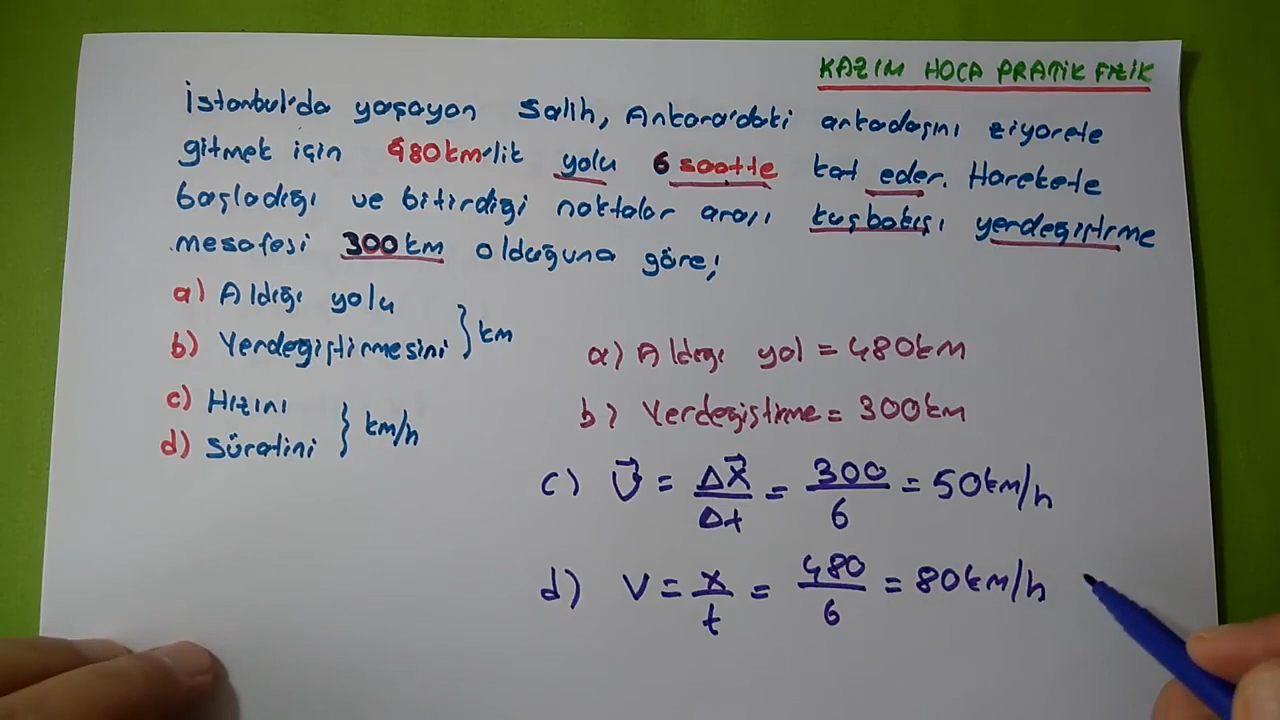 KAZIM HOCA PRATİK FİZİK
İstanbul'da yaşayan Salih, Ankara'daki arkadaşını ziyarete
gitmek için 480km'lik yolu 6 saatte kat eder. Harekete
başladığı ve bitirdiği noktalar arası kuşbakışı yerdeğiştirme
mesafesi 300km olduğuna göre;
a) Aldığı yolu
b) Yerdeğiştirmesini } km
c) Hızını
d) Süratini } km/h
a) Aldığı yol = 480km
b) Yerdeğiştirme = 300km
c) V⃗ = ΔX⃗/Δt = 300/6 = 50km/h
d) V = x/t = 480/6 = 80km/h